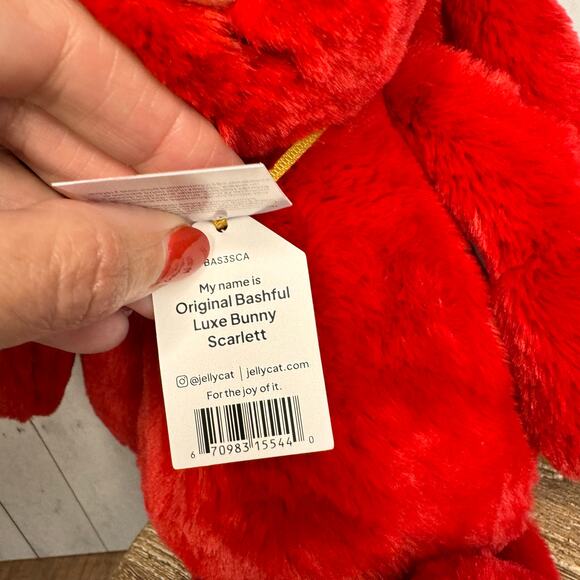 BAS3SCA
My name is
Original Bashful
Luxe Bunny
Scarlett
@jellycat | jellycat.com
For the joy of it.
6 70983 15544 0